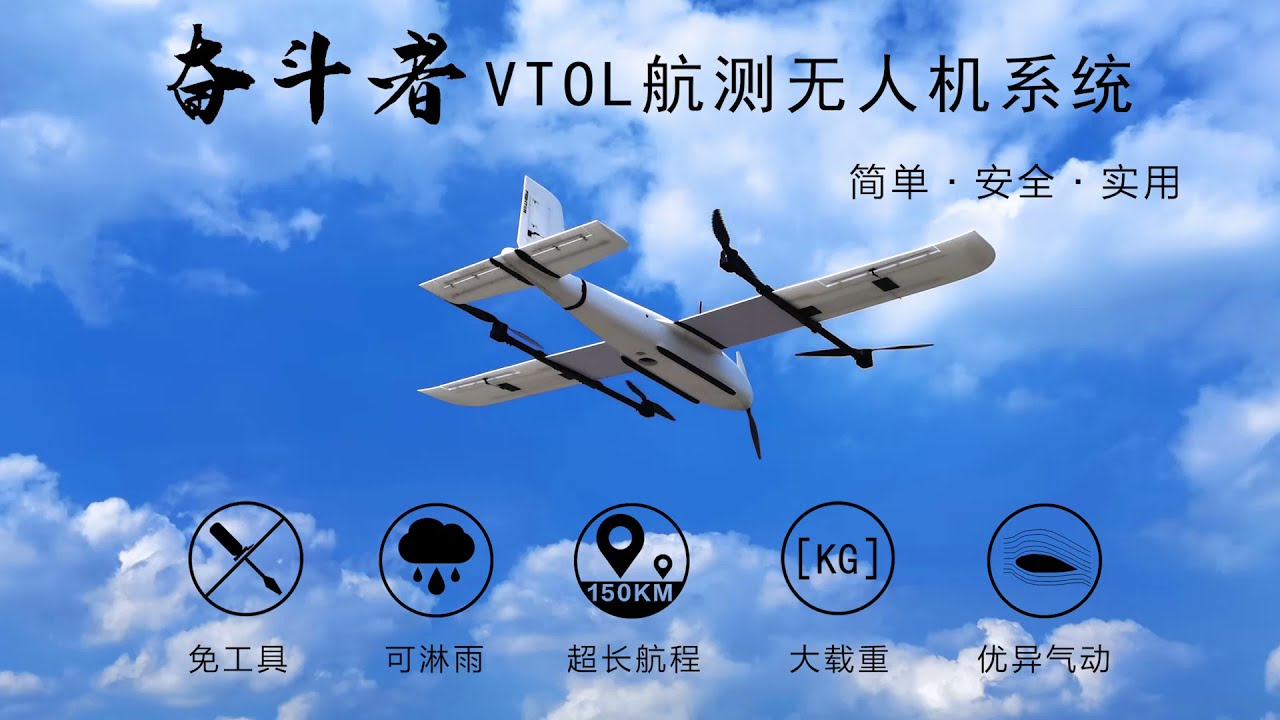 奋斗者VTOL航测无人机系统
简单·安全·实用
150KM
[KG]
免工具
可淋雨
超长航程
大载重
优异气动